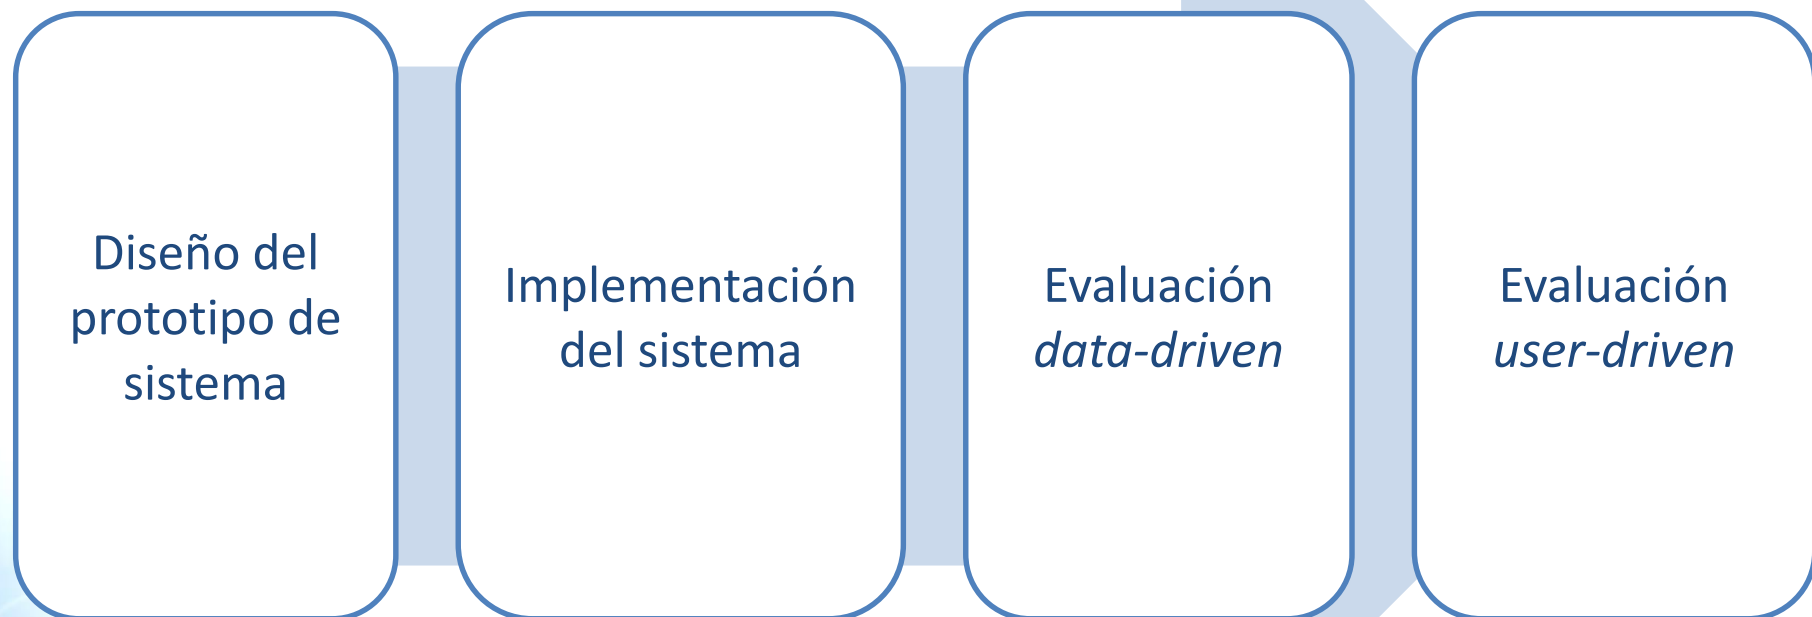 Diseño del
prototipo de
sistema
Implementación
del sistema
Evaluación
data-driven
Evaluación
user-driven